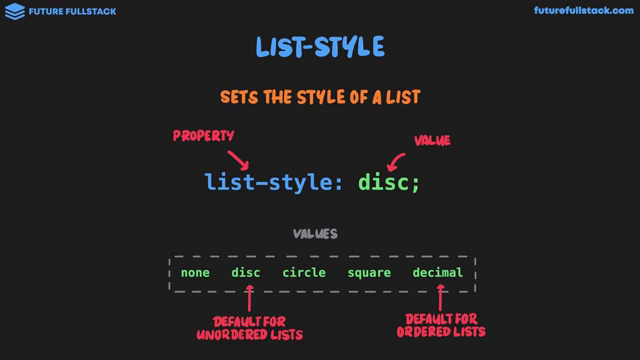 FUTURE FULLSTACK
futurefullstack.com
LIST-STYLE
SETS THE STYLE OF A LIST
PROPERTY
VALUE
list-style: disc;
VALUES
none disc circle square decimal
DEFAULT FOR
UNORDERED LISTS
DEFAULT FOR
ORDERED LISTS